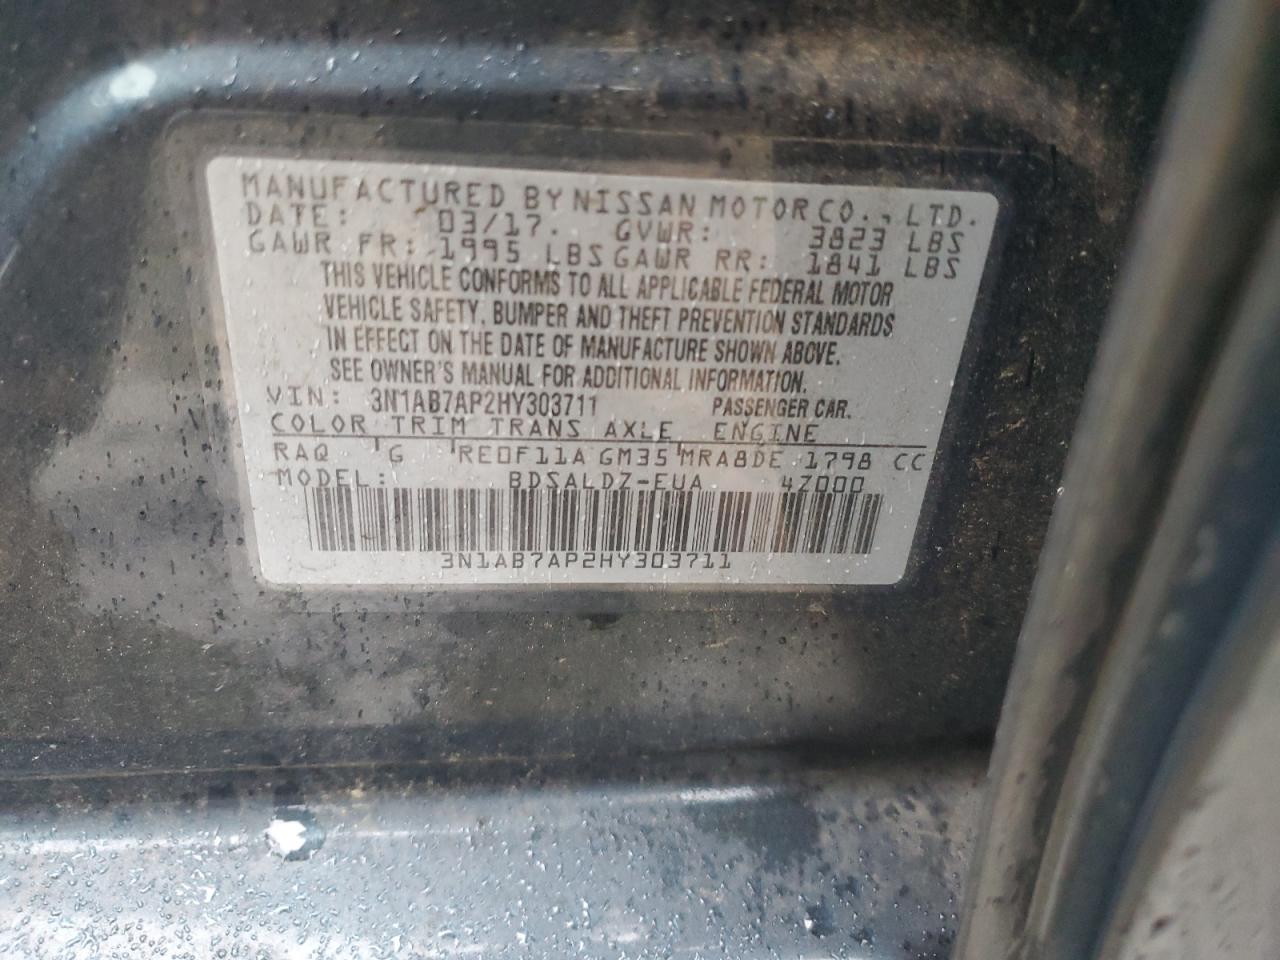 MANUFACTURED BY NISSAN MOTOR CO., LTD.
DATE: 03/17. GVWR: 3823 LBS
GAWR FR: 1995 LBS GAWR RR: 1841 LBS
THIS VEHICLE CONFORMS TO ALL APPLICABLE FEDERAL MOTOR
VEHICLE SAFETY, BUMPER AND THEFT PREVENTION STANDARDS
IN EFFECT ON THE DATE OF MANUFACTURE SHOWN ABOVE.
SEE OWNER'S MANUAL FOR ADDITIONAL INFORMATION.
VIN: 3N1AB7AP2HY303711 PASSENGER CAR.
COLOR TRIM TRANS AXLE ENGINE
RAQ G RE0F11A GM35 MRA8DE 1798 CC
MODEL: BDSALDZ-EUA 4Z000
3N1AB7AP2HY303711